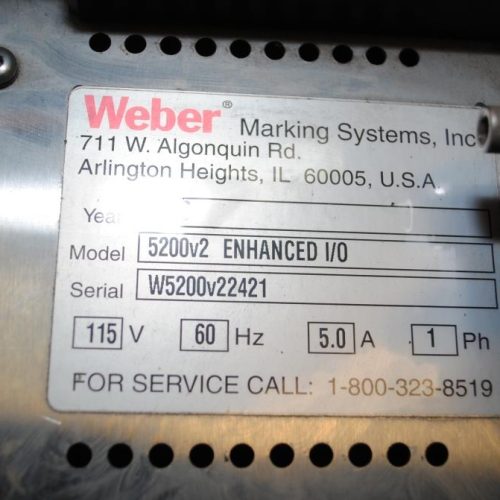 Weber® Marking Systems, Inc
711 W. Algonquin Rd.
Arlington Heights, IL 60005, U.S.A
Model 5200v2 ENHANCED I/O
Serial W5200v22421
115 V 60 Hz 5.0 A 1 Ph
FOR SERVICE CALL: 1-800-323-8519